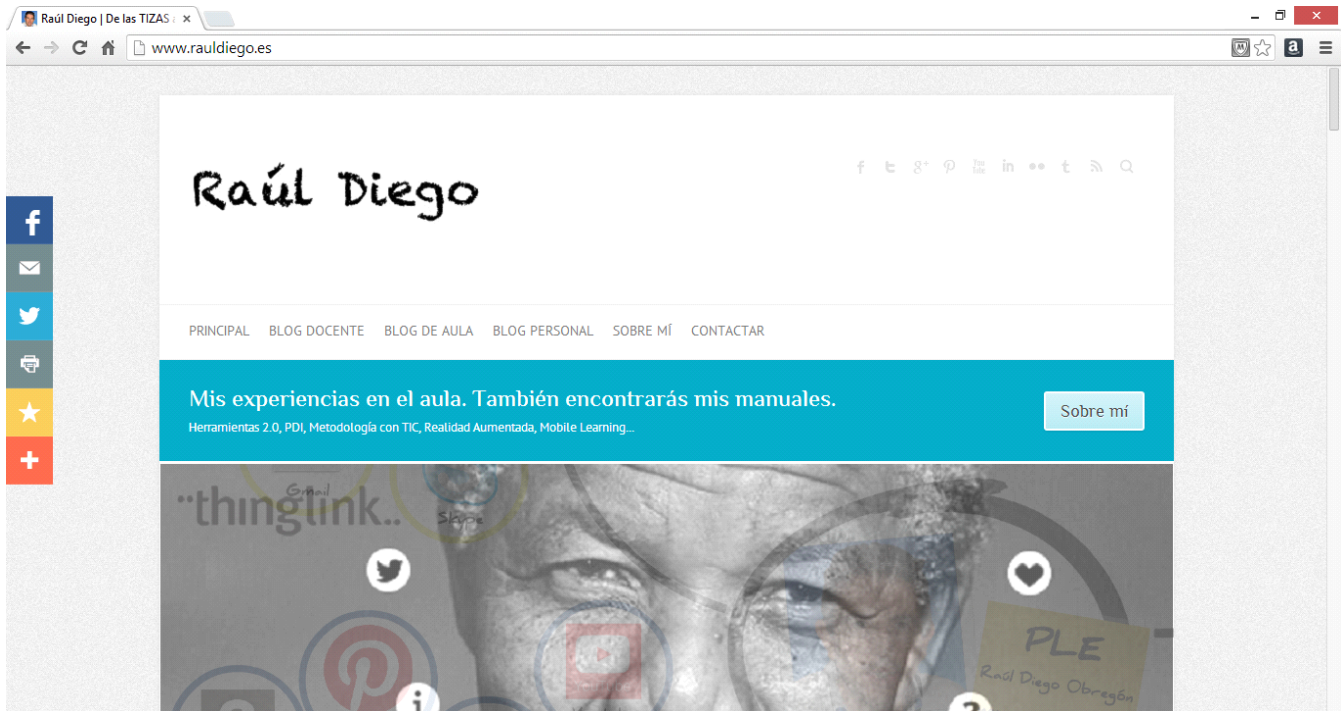 Raúl Diego | De las TIZAS
www.rauldiego.es
Raúl Diego
PRINCIPAL BLOG DOCENTE BLOG DE AULA BLOG PERSONAL SOBRE MÍ CONTACTAR
Mis experiencias en el aula. También encontrarás mis manuales.
Herramientas 2.0, PDI, Metodología con TIC, Realidad Aumentada, Mobile Learning...
Sobre mí
Gmail
"thinglink..
Skype
PLE
Raúl Diego Obregón